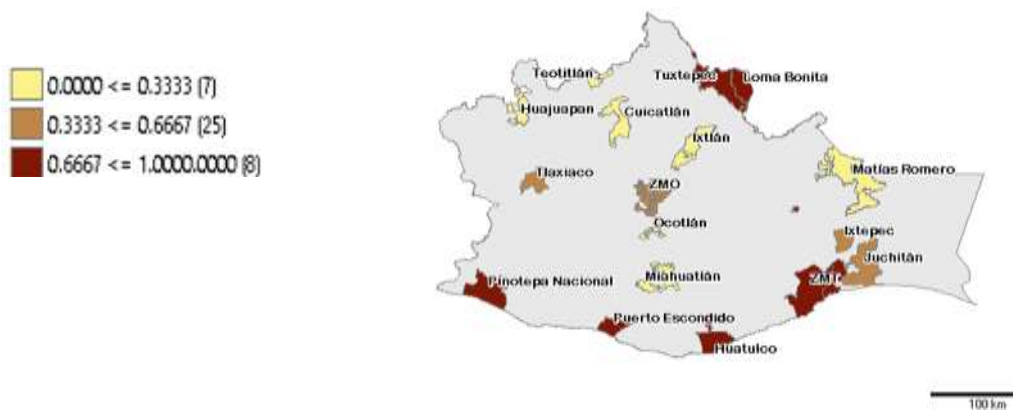 0.0000 <= 0.3333 (7)
0.3333 <= 0.6667 (25)
0.6667 <= 1.0000.0000 (8)
Teotitlán
Tuxtepec
Loma Bonita
Huajuapan
Cuicatlán
Ixtlán
Matías Romero
Tlaxiaco
ZMO
Ocotlán
Ixtepec
Juchitán
Miahuatlán
ZMT
Pinotepa Nacional
Puerto Escondido
Huatulco
100 km